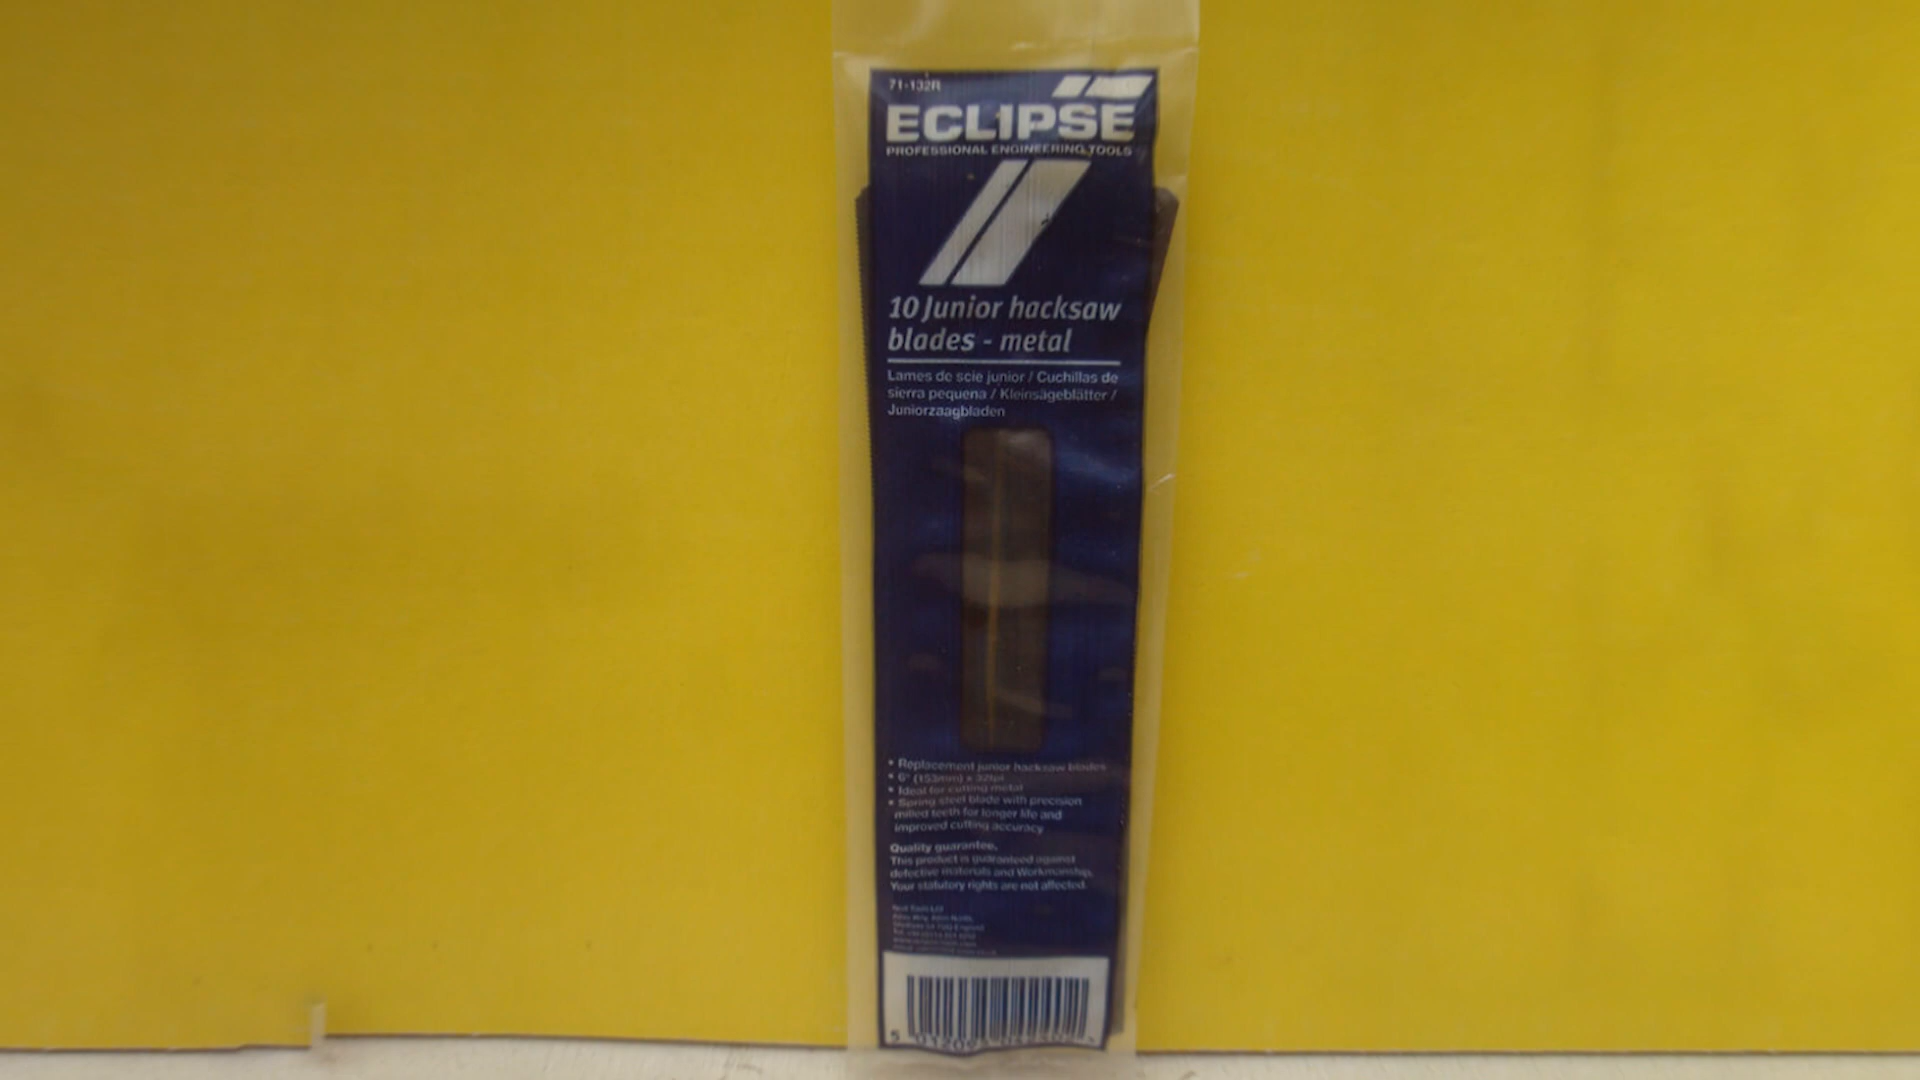 71-132R
ECLIPSE
PROFESSIONAL ENGINEERING TOOLS
10 Junior hacksaw
blades - metal
Lames de scie junior / Cuchillas de
sierra pequena / Kleinsägeblätter /
Juniorzaagbladen
• Replacement junior hacksaw blades
• 6" (153mm) x 32tpi
• Ideal for cutting metal
• Spring steel blade with precision
milled teeth for longer life and
improved cutting accuracy
Quality guarantee.
This product is guaranteed against
defective materials and Workmanship.
Your statutory rights are not affected.